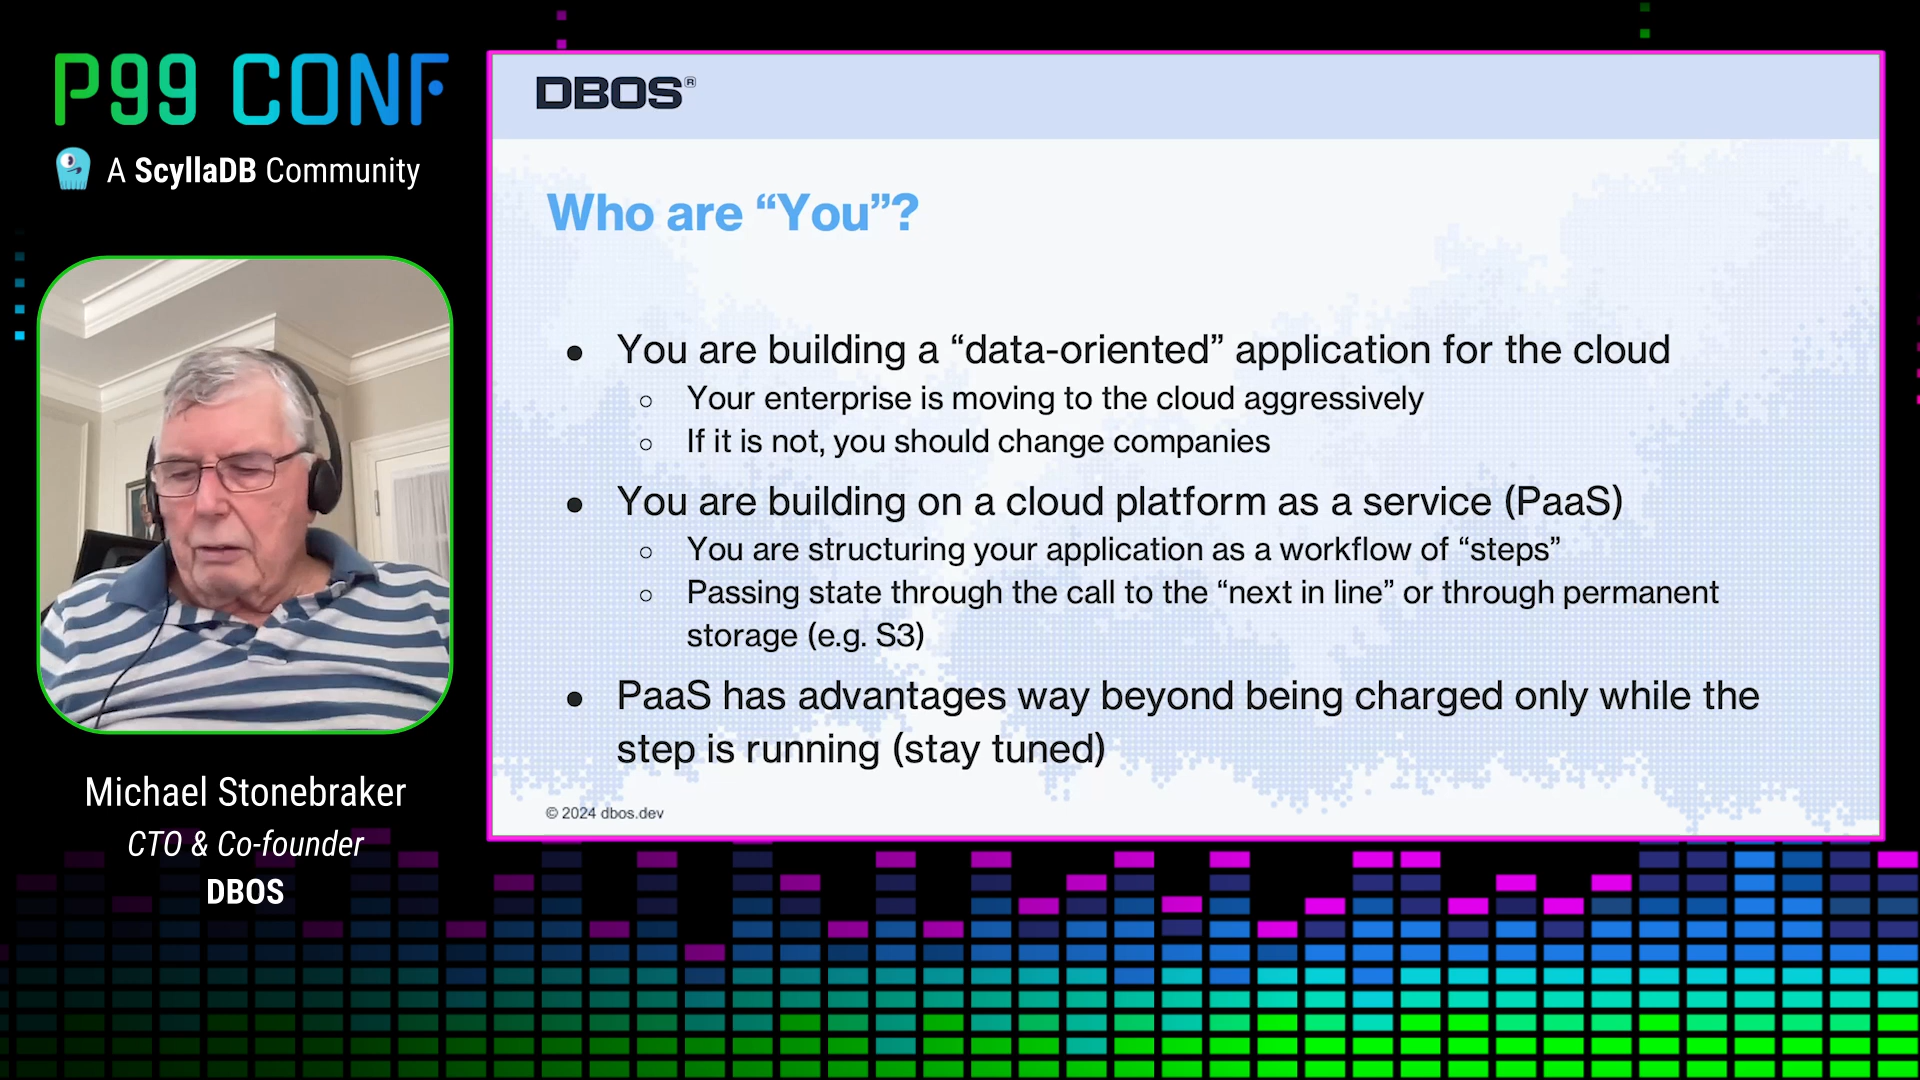 P99 CONF
A ScyllaDB Community
Michael Stonebraker
CTO & Co-founder
DBOS
DBOS®
Who are “You”?
● You are building a “data-oriented” application for the cloud
○ Your enterprise is moving to the cloud aggressively
○ If it is not, you should change companies
● You are building on a cloud platform as a service (PaaS)
○ You are structuring your application as a workflow of “steps”
○ Passing state through the call to the “next in line” or through permanent
storage (e.g. S3)
● PaaS has advantages way beyond being charged only while the
step is running (stay tuned)
© 2024 dbos.dev